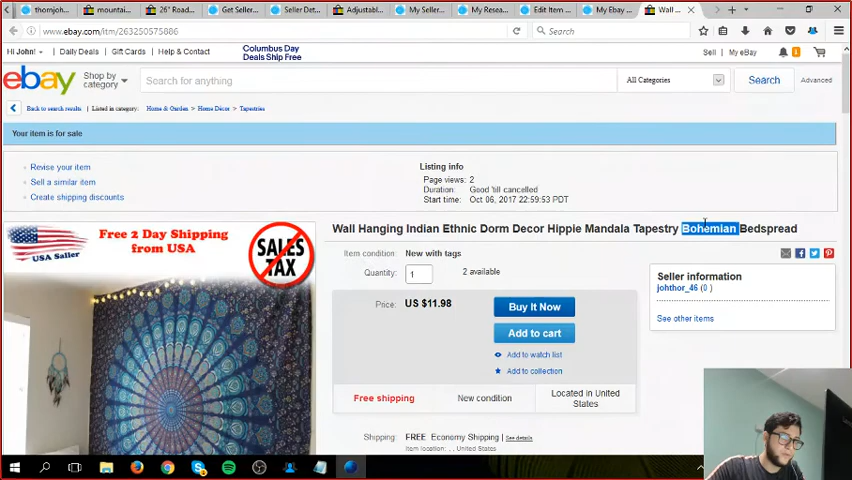 thornjoh...
mountai...
26" Road...
Get Seller...
Seller Det...
Adjustabl...
My Seller...
My Resea...
Edit Item ...
My Ebay ...
Wall ...
www.ebay.com/itm/263250575886
Search
Hi John!
Daily Deals
Gift Cards
Help & Contact
Columbus Day
Deals Ship Free
Sell
My eBay
1
ebay
Shop by
category
Search for anything
All Categories
Search
Advanced
Back to search results
Listed in category:
Home & Garden
Home Décor
Tapestries
Your item is for sale
Revise your item
Sell a similar item
Create shipping discounts
Listing info
Page views: 2
Duration: Good 'till cancelled
Start time: Oct 06, 2017 22:59:53 PDT
USA Seller
Free 2 Day Shipping
from USA
SALES
TAX
Wall Hanging Indian Ethnic Dorm Decor Hippie Mandala Tapestry Bohemian Bedspread
Item condition: New with tags
Quantity: 1 2 available
Price: US $11.98
Buy It Now
Add to cart
Add to watch list
Add to collection
Free shipping
New condition
Located in United
States
Shipping: FREE Economy Shipping | See details
Item location: , , United States
Seller information
johthor_46 (0 )
See other items